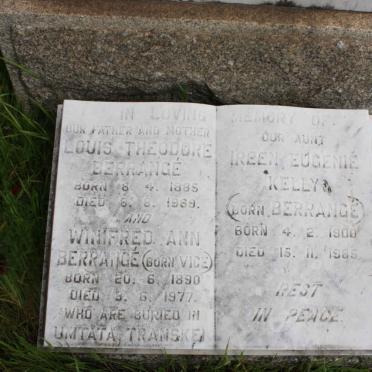 IN LOVING MEMORY OF:
OUR FATHER AND MOTHER
LOUIS THEODORE
BERRANGÉ
BORN 8. 4. 1885
DIED 6. 8. 1969.
AND
WINIFRED ANN
BERRANGÉ (BORN VICE)
BORN 20. 6. 1890
DIED 9. 6. 1977.
WHO ARE BURIED IN
UMTATA, TRANSKEI
OUR AUNT
IREEN EUGENIE
KELLY
(BORN BERRANGÉ)
BORN 4. 2. 1900
DIED 15. 11. 1985
REST
IN PEACE.